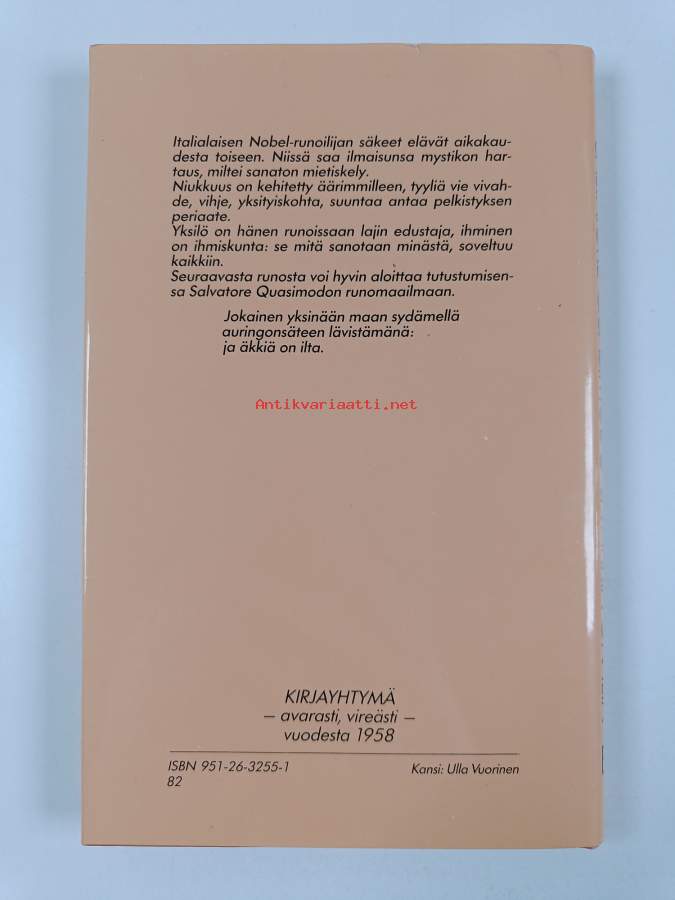 Italialaisen Nobel-runoilijan säkeet elävät aikakau-
desta toiseen. Niissä saa ilmaisunsa mystikon har-
taus, miltei sanaton mietiskely.
Niukkuus on kehitetty äärimmilleen, tyyliä vie vivah-
de, vihje, yksityiskohta, suuntaa antaa pelkistyksen
periaate.
Yksilö on hänen runoissaan lajin edustaja, ihminen
on ihmiskunta: se mitä sanotaan minästä, soveltuu
kaikkiin.
Seuraavasta runosta voi hyvin aloittaa tutustumisen-
sa Salvatore Quasimodon runomaailmaan.
Jokainen yksinään maan sydämellä
auringonsäteen lävistämänä:
ja äkkiä on ilta.
Antikvariaatti.net
KIRJAYHTYMÄ
– avarasti, vireästi –
vuodesta 1958
ISBN 951-26-3255-1 Kansi: Ulla Vuorinen
82